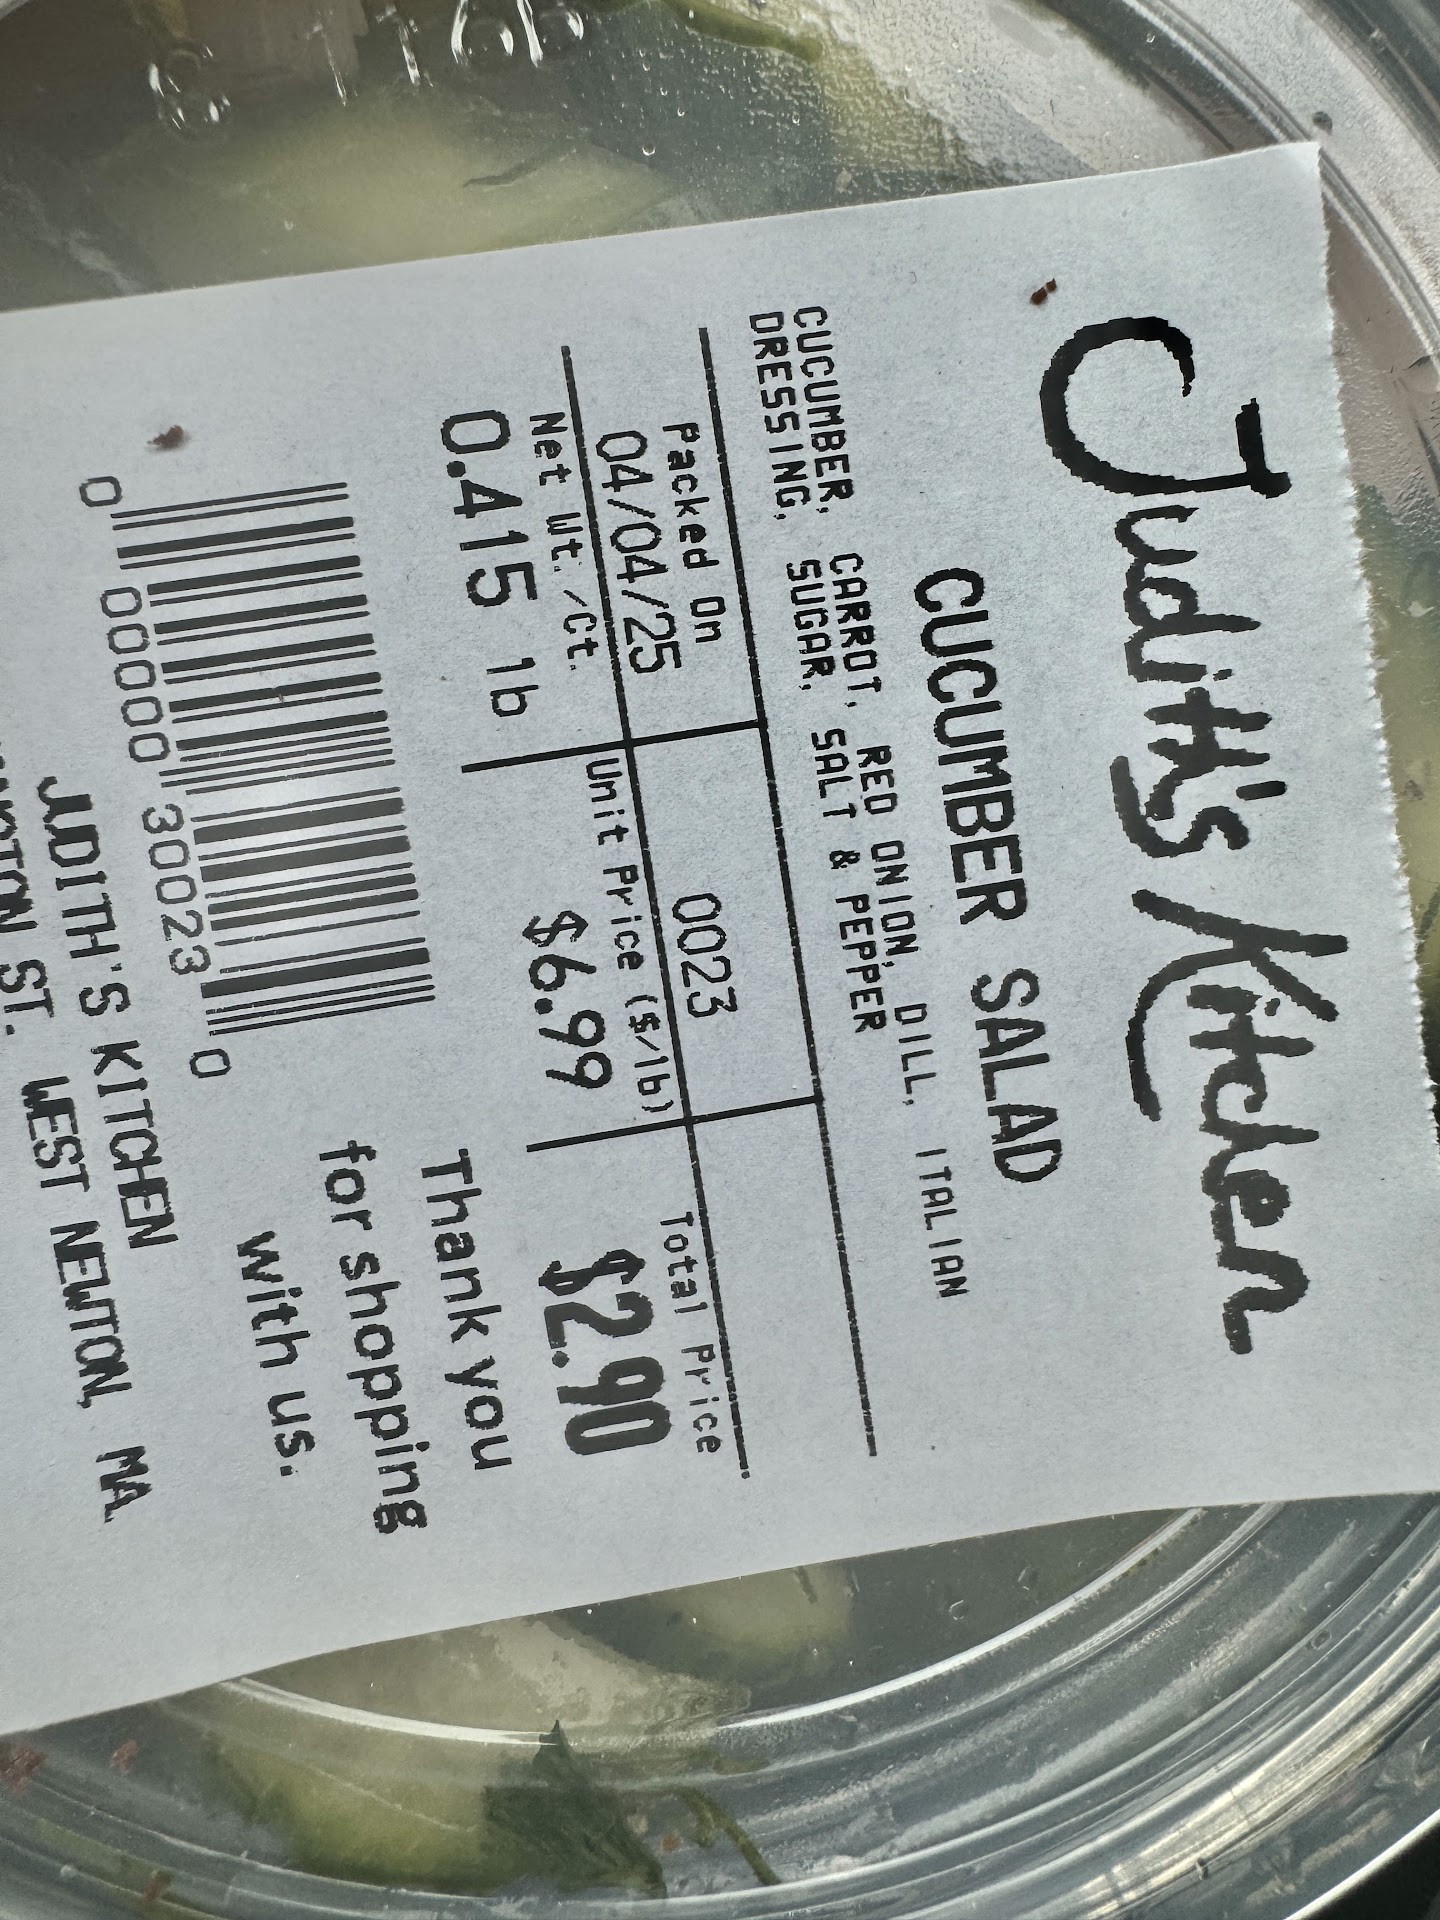 Judith's Kitchen
CUCUMBER SALAD
CUCUMBER, CARROT, RED ONION, DILL, ITALIAN
DRESSING, SUGAR, SALT & PEPPER
Packed On
04/04/25
0023
Net Wt./Ct.
0.415 lb
Unit Price ($/lb)
$6.99
Total Price
$2.90
0 00000 30023 0
Thank you
for shopping
with us.
JUDITH'S KITCHEN
ST. WEST NEWTON, MA